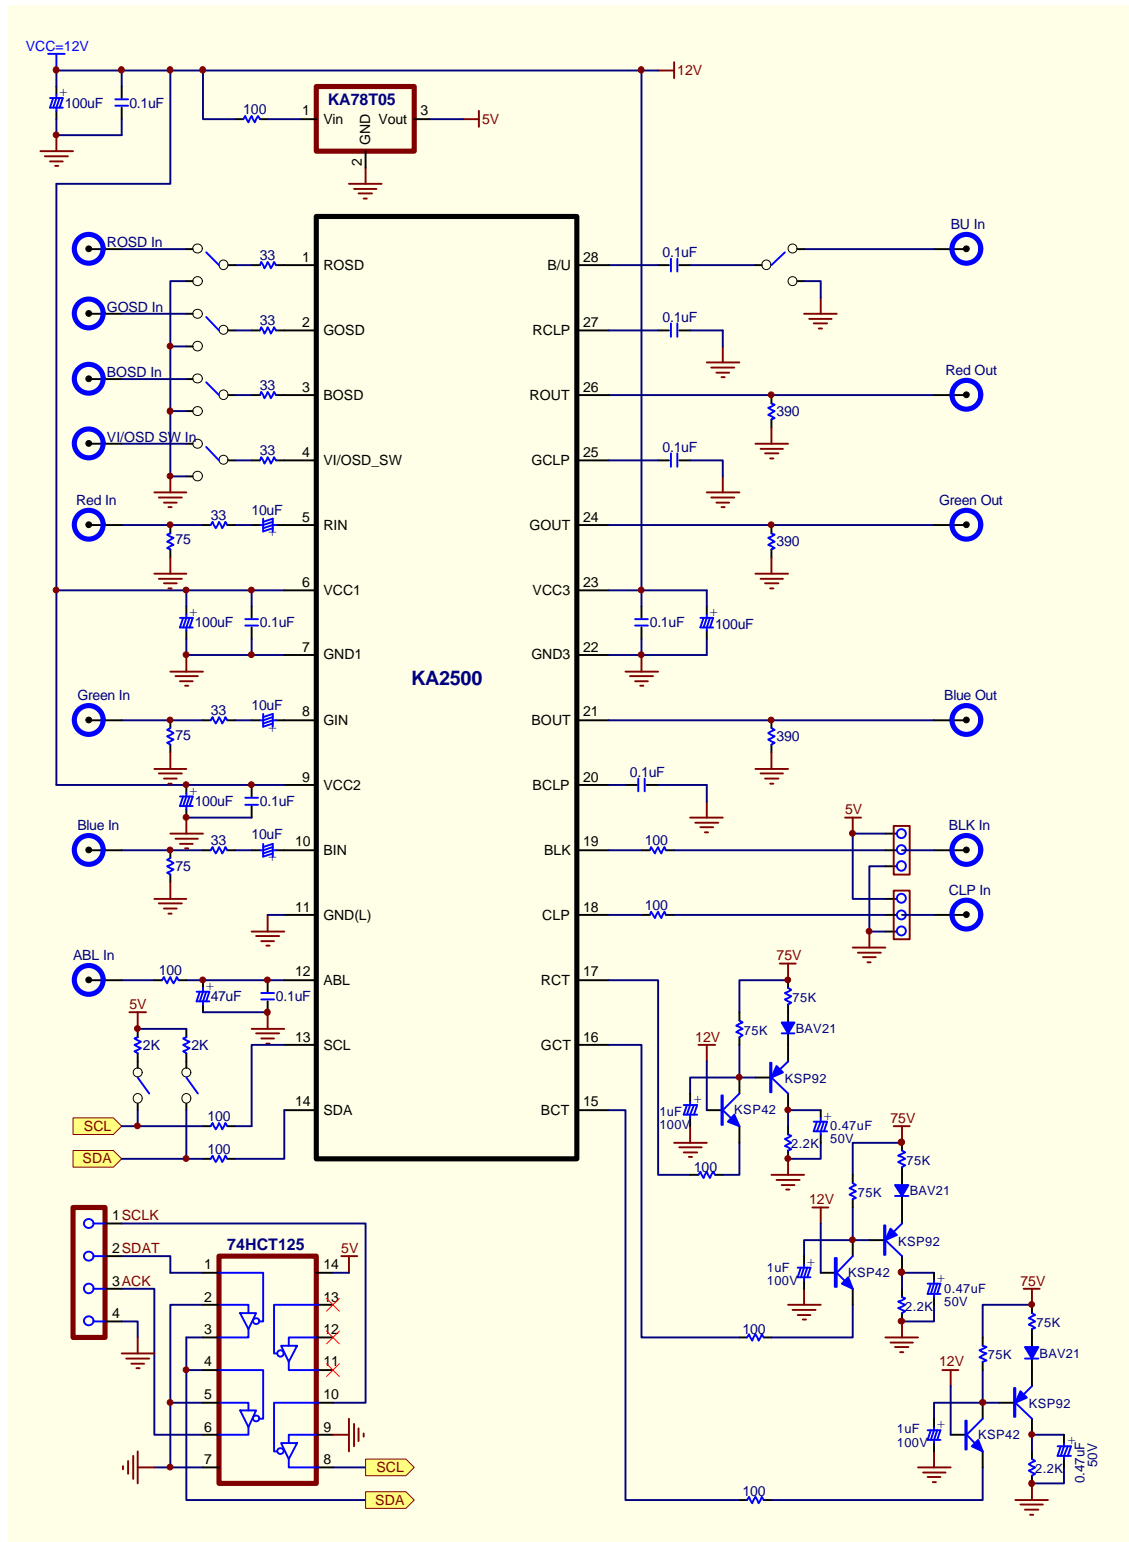 VCC=12V
12V
100uF
0.1uF
100
KA78T05
1
Vin
GND
Vout
3
5V
2
ROSD In
33
1
ROSD
GOSD In
33
2
GOSD
BOSD In
33
3
BOSD
VI/OSD SW In
33
4
VI/OSD_SW
Red In
33
10uF
5
RIN
75
6
VCC1
100uF
0.1uF
7
GND1
KA2500
Green In
33
10uF
8
GIN
75
9
VCC2
100uF
0.1uF
Blue In
33
10uF
10
BIN
75
11
GND(L)
ABL In
100
12
ABL
47uF
0.1uF
5V
2K
2K
13
SCL
14
SDA
SCL
100
SDA
100
B/U
28
0.1uF
BU In
RCLP
27
0.1uF
ROUT
26
Red Out
390
GCLP
25
0.1uF
GOUT
24
Green Out
390
VCC3
23
0.1uF
100uF
GND3
22
BOUT
21
Blue Out
390
BCLP
20
0.1uF
5V
BLK
19
100
BLK In
CLP
18
100
CLP In
RCT
17
GCT
16
BCT
15
75V
75K
75K
BAV21
12V
KSP92
1uF
100V
KSP42
0.47uF
50V
2.2K
100
75V
75K
75K
BAV21
12V
KSP92
1uF
100V
KSP42
0.47uF
50V
2.2K
100
75V
75K
75K
BAV21
12V
KSP92
1uF
100V
KSP42
0.47uF
50V
2.2K
100
1
SCLK
2
SDAT
3
ACK
4
74HCT125
5V
1
2
3
4
5
6
7
14
13
12
11
10
9
8
SCL
SDA